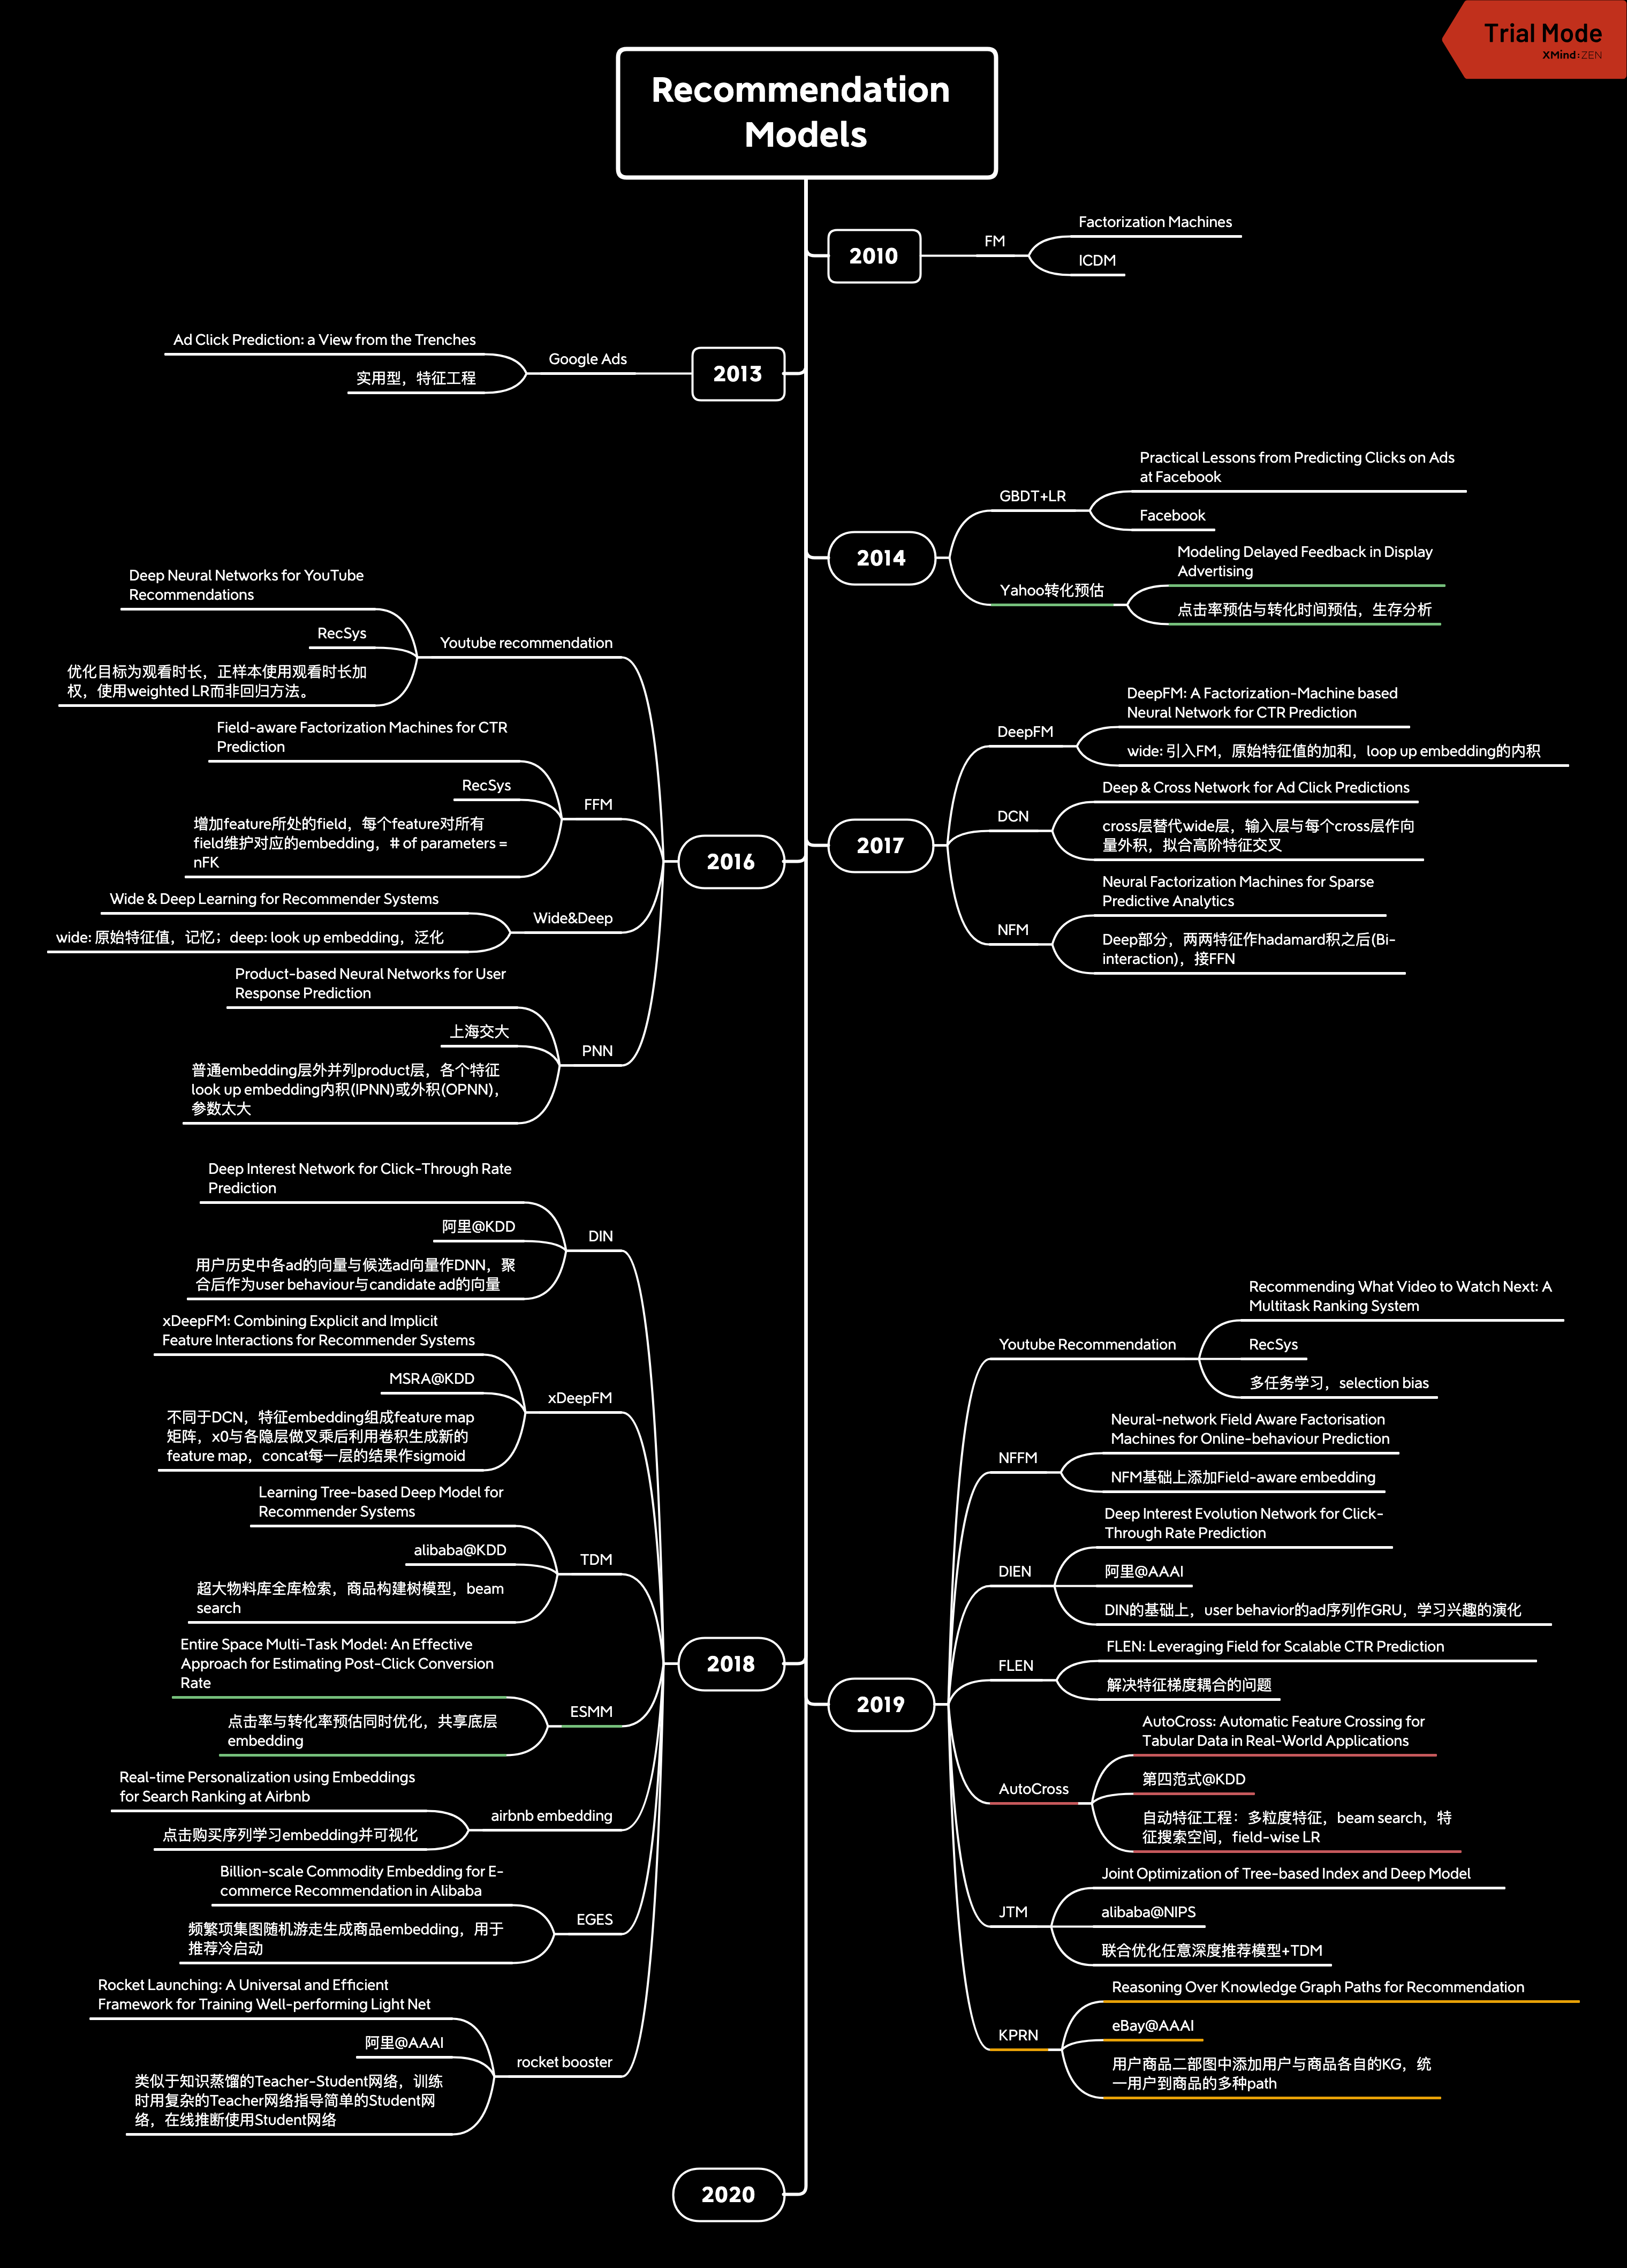 Trial Mode
XMind:ZEN
Recommendation
Models
2010
FM
Factorization Machines
ICDM
2013
Google Ads
Ad Click Prediction: a View from the Trenches
实用型，特征工程
2014
GBDT+LR
Practical Lessons from Predicting Clicks on Ads
at Facebook
Facebook
Yahoo转化预估
Modeling Delayed Feedback in Display
Advertising
点击率预估与转化时间预估，生存分析
2016
Youtube recommendation
Deep Neural Networks for YouTube
Recommendations
RecSys
优化目标为观看时长，正样本使用观看时长加
权，使用weighted LR而非回归方法。
FFM
Field-aware Factorization Machines for CTR
Prediction
RecSys
增加feature所处的field，每个feature对所有
field维护对应的embedding，# of parameters =
nFK
Wide&Deep
Wide & Deep Learning for Recommender Systems
wide: 原始特征值，记忆；deep: look up embedding，泛化
PNN
Product-based Neural Networks for User
Response Prediction
上海交大
普通embedding层外并列product层，各个特征
look up embedding内积(IPNN)或外积(OPNN)，
参数太大
2017
DeepFM
DeepFM: A Factorization-Machine based
Neural Network for CTR Prediction
wide: 引入FM，原始特征值的加和，loop up embedding的内积
DCN
Deep & Cross Network for Ad Click Predictions
cross层替代wide层，输入层与每个cross层作向
量外积，拟合高阶特征交叉
NFM
Neural Factorization Machines for Sparse
Predictive Analytics
Deep部分，两两特征作hadamard积之后(Bi-
interaction)，接FFN
2018
DIN
Deep Interest Network for Click-Through Rate
Prediction
阿里@KDD
用户历史中各ad的向量与候选ad向量作DNN，聚
合后作为user behaviour与candidate ad的向量
xDeepFM
xDeepFM: Combining Explicit and Implicit
Feature Interactions for Recommender Systems
MSRA@KDD
不同于DCN，特征embedding组成feature map
矩阵，x0与各隐层做叉乘后利用卷积生成新的
feature map，concat每一层的结果作sigmoid
TDM
Learning Tree-based Deep Model for
Recommender Systems
alibaba@KDD
超大物料库全库检索，商品构建树模型，beam
search
ESMM
Entire Space Multi-Task Model: An Effective
Approach for Estimating Post-Click Conversion
Rate
点击率与转化率预估同时优化，共享底层
embedding
airbnb embedding
Real-time Personalization using Embeddings
for Search Ranking at Airbnb
点击购买序列学习embedding并可视化
EGES
Billion-scale Commodity Embedding for E-
commerce Recommendation in Alibaba
频繁项集图随机游走生成商品embedding，用于
推荐冷启动
rocket booster
Rocket Launching: A Universal and Efficient
Framework for Training Well-performing Light Net
阿里@AAAI
类似于知识蒸馏的Teacher-Student网络，训练
时用复杂的Teacher网络指导简单的Student网
络，在线推断使用Student网络
2019
Youtube Recommendation
Recommending What Video to Watch Next: A
Multitask Ranking System
RecSys
多任务学习，selection bias
NFFM
Neural-network Field Aware Factorisation
Machines for Online-behaviour Prediction
NFM基础上添加Field-aware embedding
DIEN
Deep Interest Evolution Network for Click-
Through Rate Prediction
阿里@AAAI
DIN的基础上，user behavior的ad序列作GRU，学习兴趣的演化
FLEN
FLEN: Leveraging Field for Scalable CTR Prediction
解决特征梯度耦合的问题
AutoCross
AutoCross: Automatic Feature Crossing for
Tabular Data in Real-World Applications
第四范式@KDD
自动特征工程：多粒度特征，beam search，特
征搜索空间，field-wise LR
JTM
Joint Optimization of Tree-based Index and Deep Model
alibaba@NIPS
联合优化任意深度推荐模型+TDM
KPRN
Reasoning Over Knowledge Graph Paths for Recommendation
eBay@AAAI
用户商品二部图中添加用户与商品各自的KG，统
一用户到商品的多种path
2020